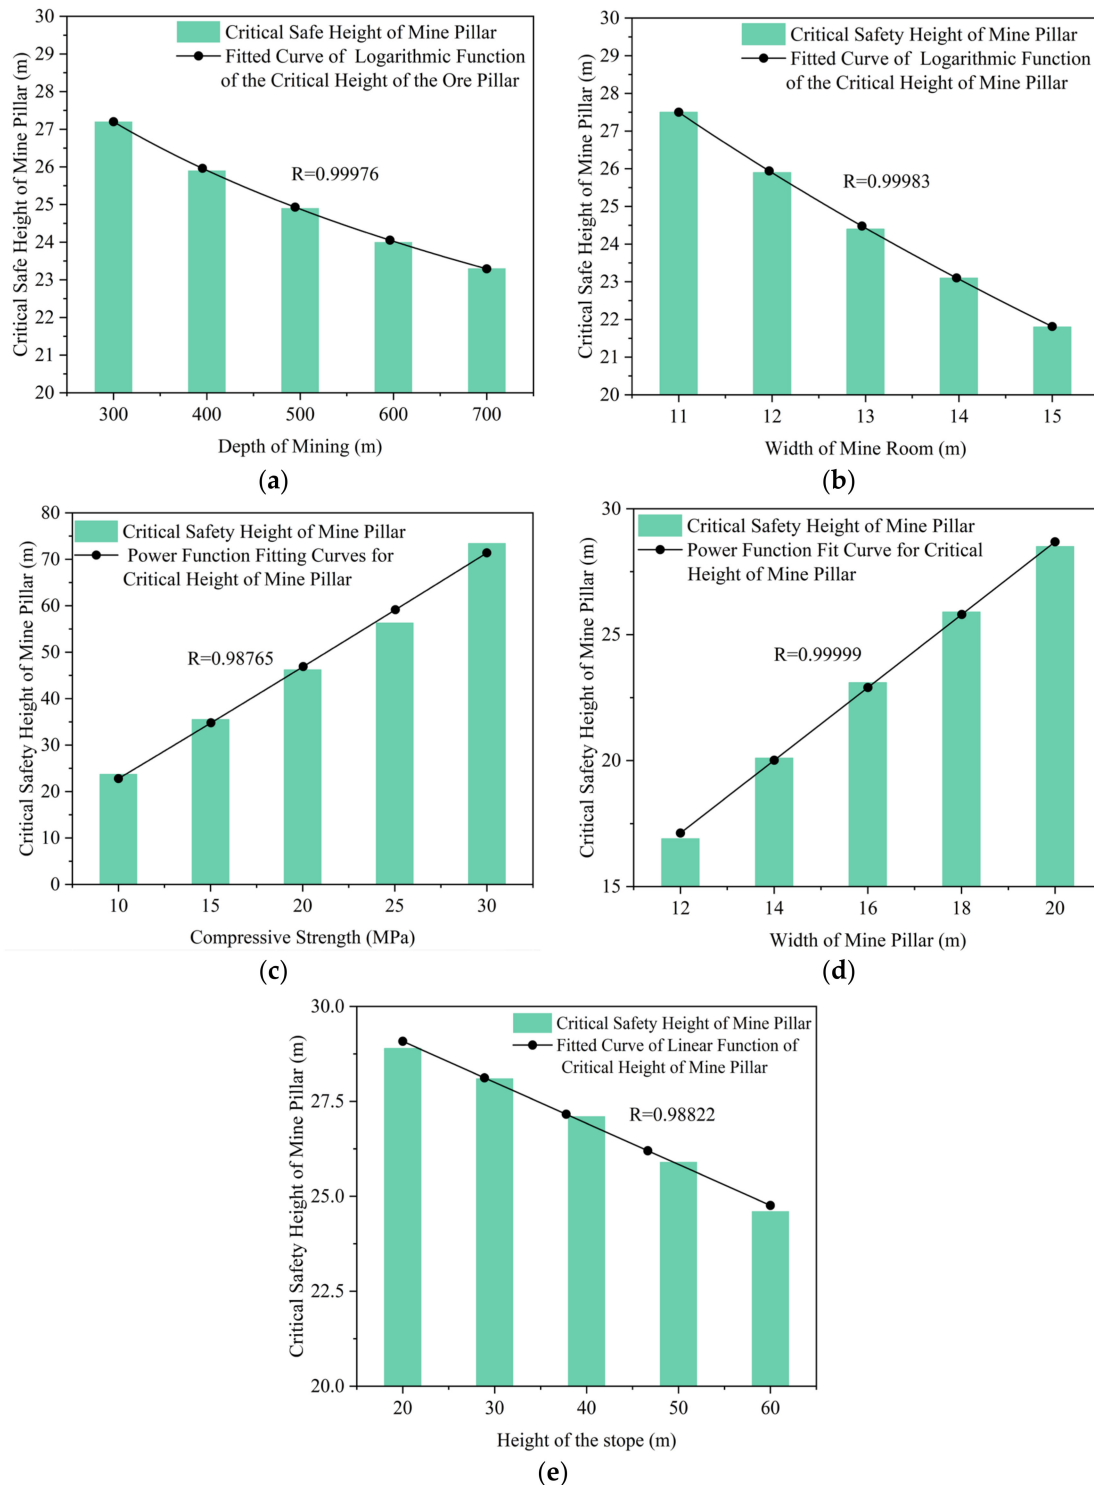 Critical Safe Height of Mine Pillar (m)
30
29
28
27
26
25
24
23
22
21
20
Critical Safe Height of Mine Pillar
Fitted Curve of Logarithmic Function
of the Critical Height of the Ore Pillar
R=0.99976
300 400 500 600 700
Depth of Mining (m)
(a)
Critical Safe Height of Mine Pillar (m)
30
29
28
27
26
25
24
23
22
21
20
Critical Safety Height of Mine Pillar
Fitted Curve of Logarithmic Function
of the Critical Height of Mine Pillar
R=0.99983
11 12 13 14 15
Width of Mine Room (m)
(b)
Critical Safety Height of Mine Pillar (m)
80
70
60
50
40
30
20
10
0
Critical Safety Height of Mine Pillar
Power Function Fitting Curves for
Critical Height of Mine Pillar
R=0.98765
10 15 20 25 30
Compressive Strength (MPa)
(c)
Critical Safety Height of Mine Pillar (m)
30
25
20
15
Critical Safety Height of Mine Pillar
Power Function Fit Curve for Critical
Height of Mine Pillar
R=0.99999
12 14 16 18 20
Width of Mine Pillar (m)
(d)
Critical Safety Height of Mine Pillar (m)
30.0
27.5
25.0
22.5
20.0
Critical Safety Height of Mine Pillar
Fitted Curve of Linear Function of
Critical Height of Mine Pillar
R=0.98822
20 30 40 50 60
Height of the stope (m)
(e)